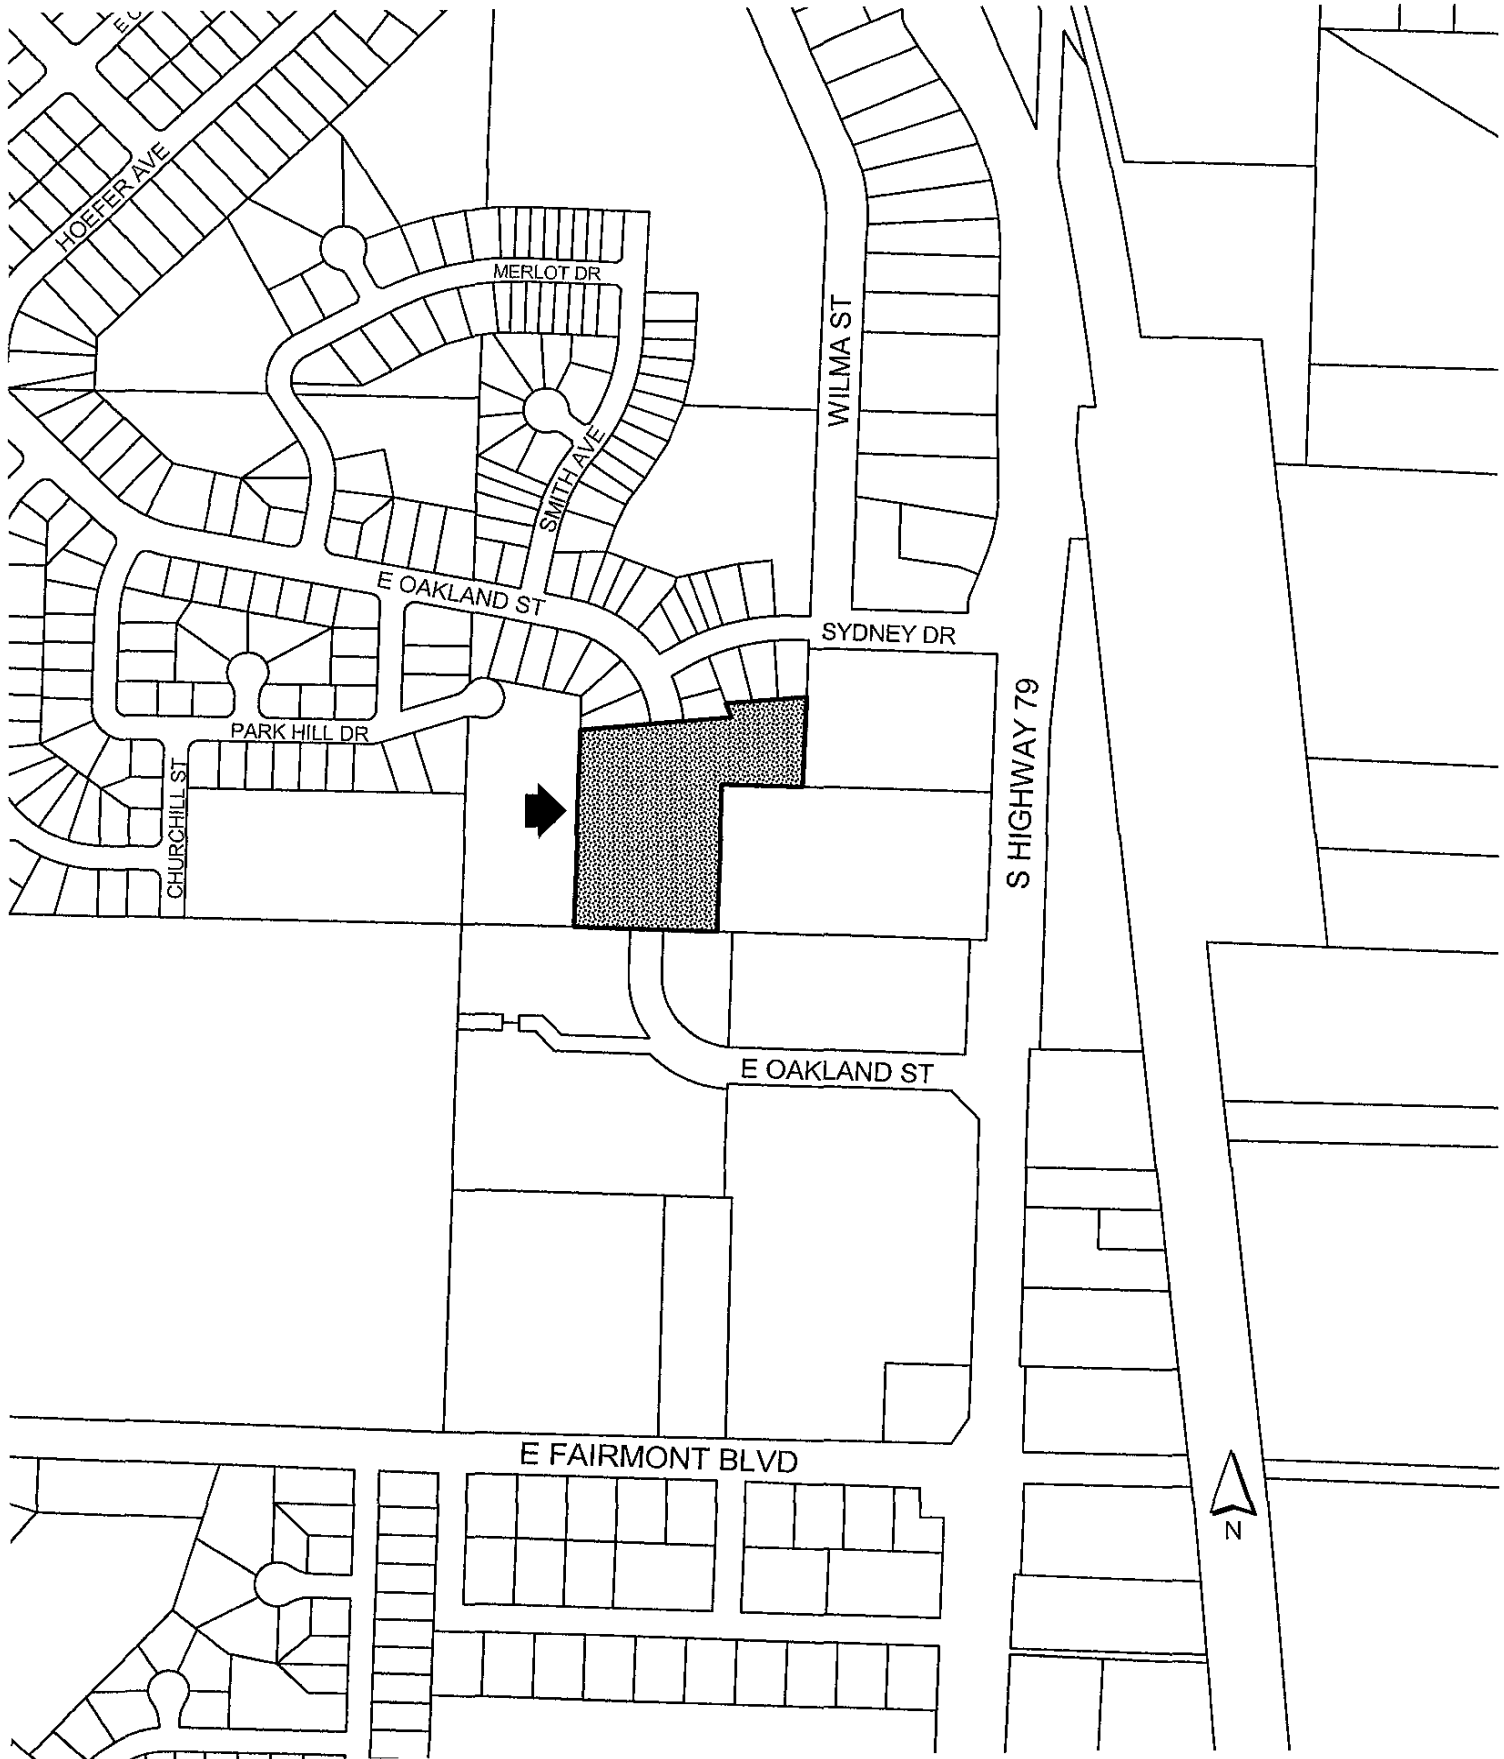 HOEFER AVE
MERLOT DR
WILMA ST
SMITH AVE
E OAKLAND ST
SYDNEY DR
PARK HILL DR
S HIGHWAY 79
CHURCHILL ST
E OAKLAND ST
E FAIRMONT BLVD
N